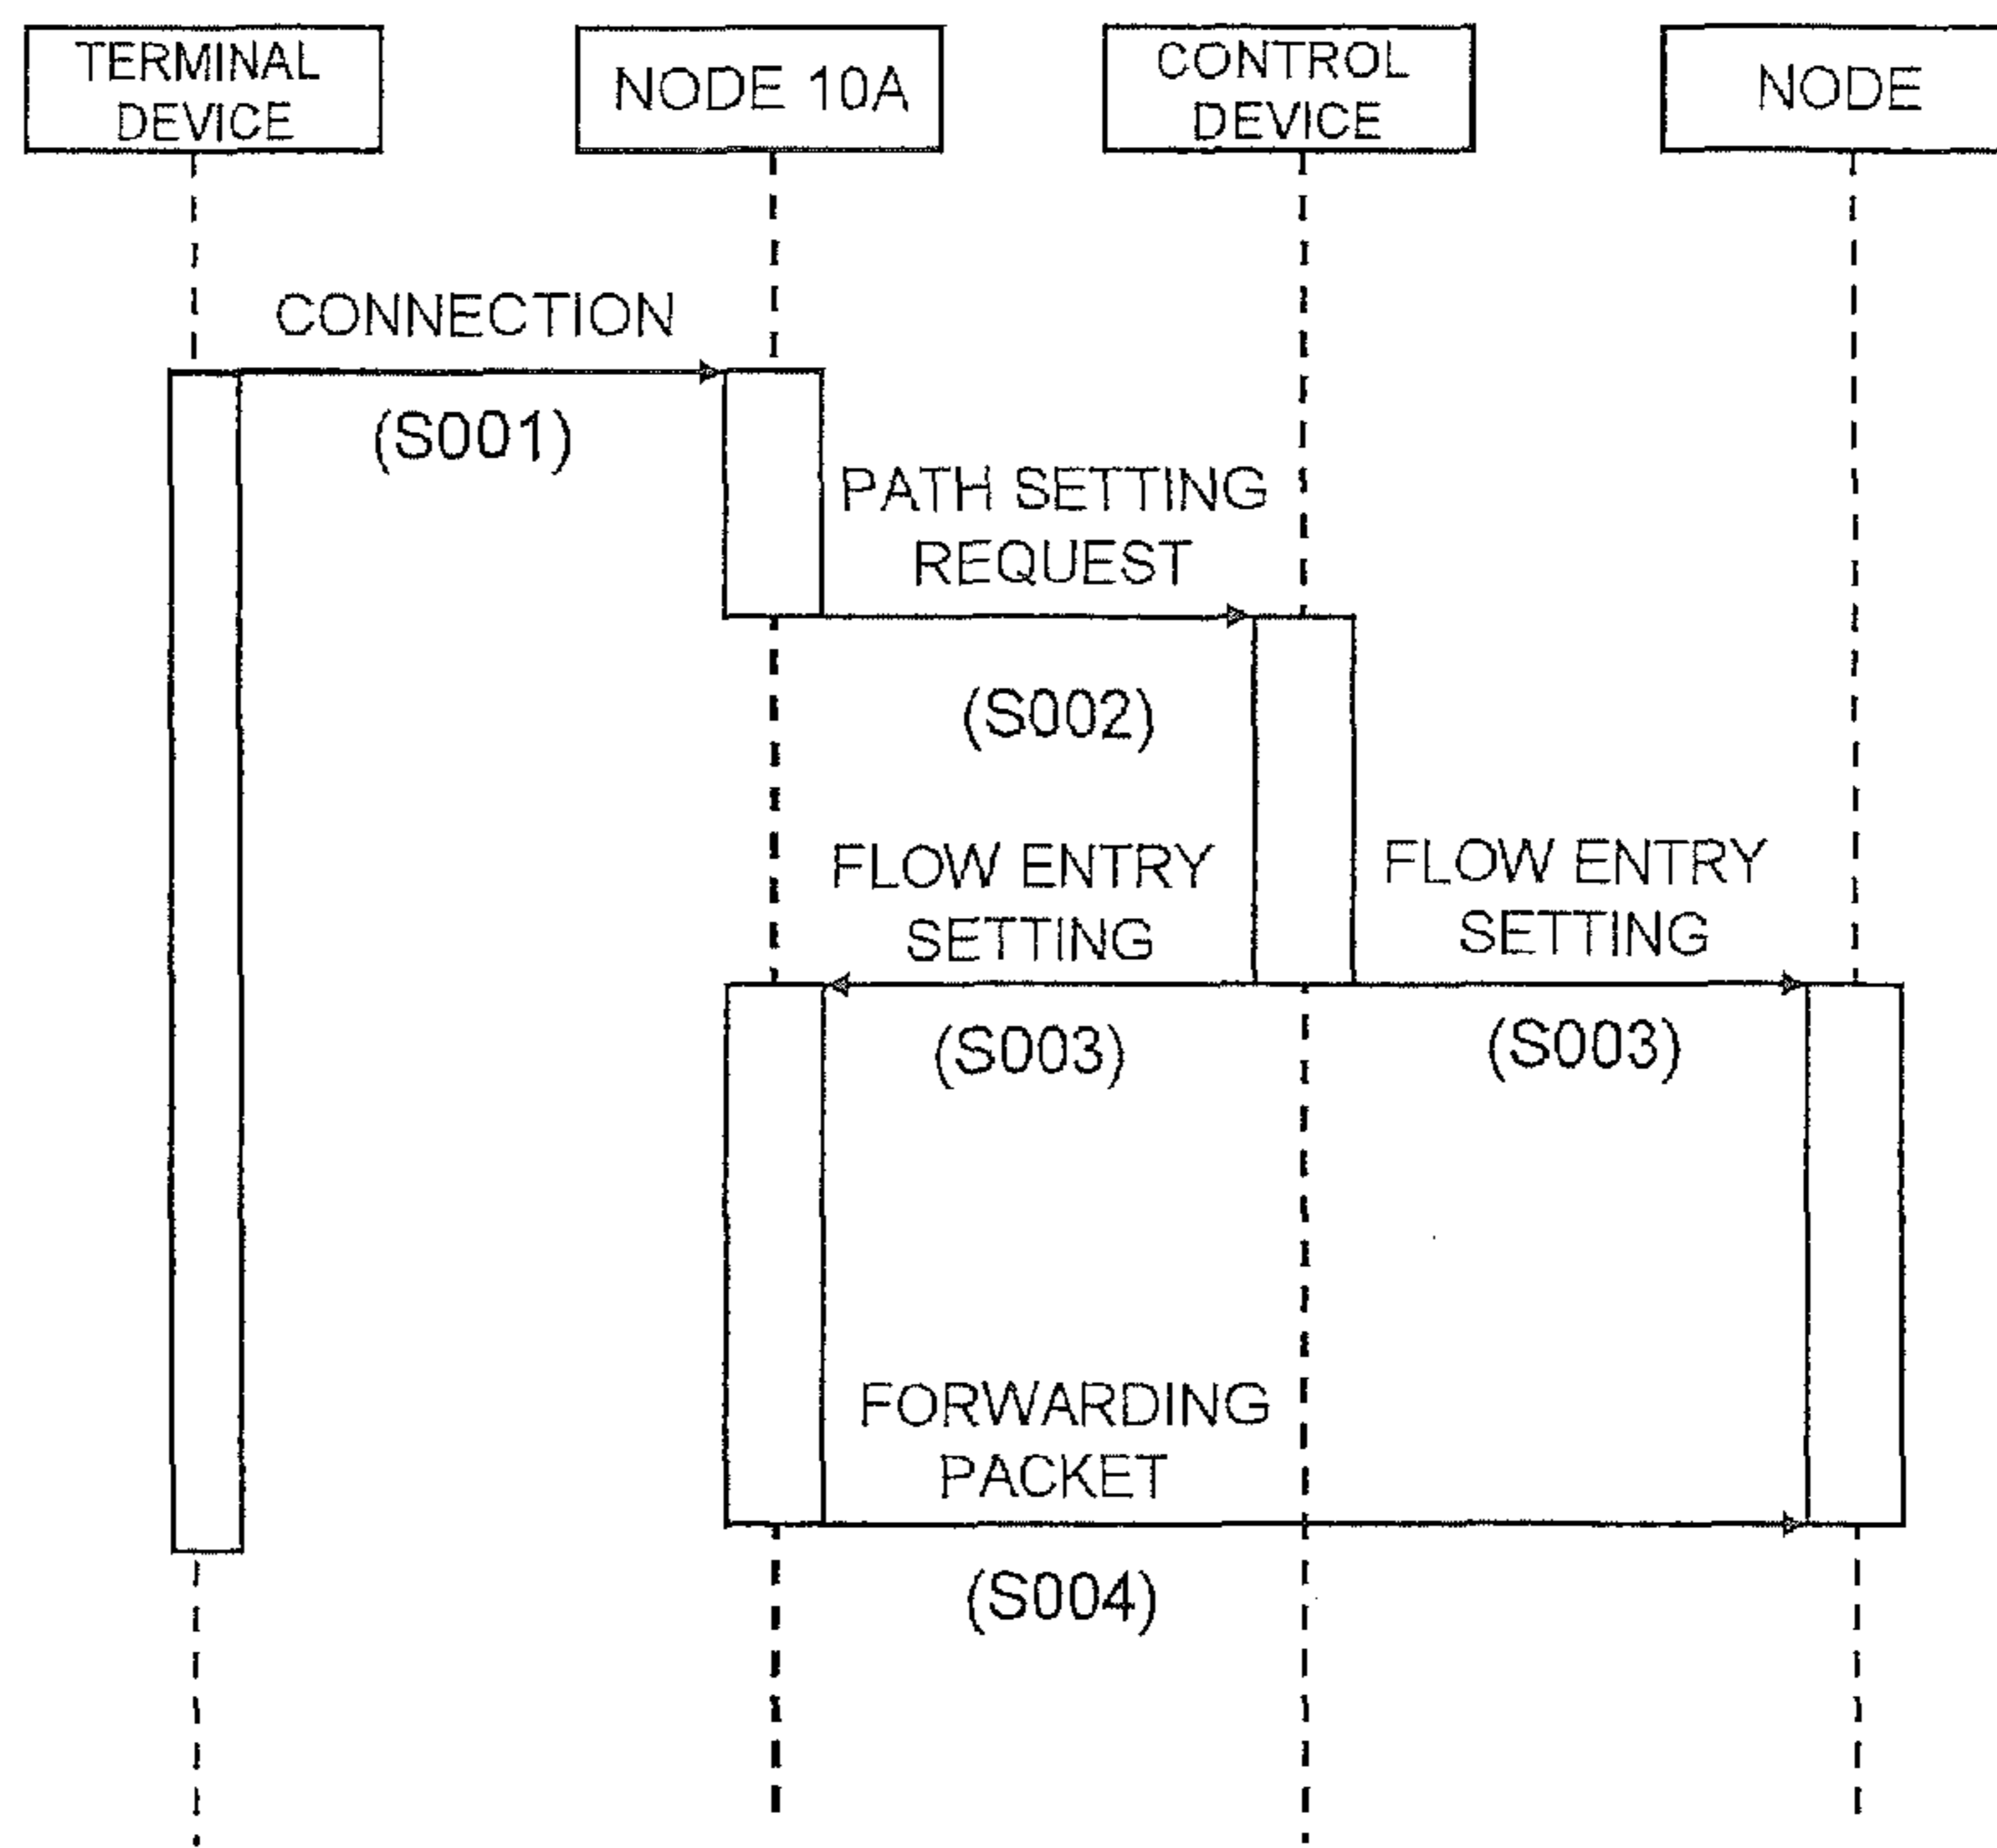 TERMINAL
DEVICE
NODE 10A
CONTROL
DEVICE
NODE
CONNECTION
(S001)
PATH SETTING
REQUEST
(S002)
FLOW ENTRY
SETTING
FLOW ENTRY
SETTING
(S003)
(S003)
FORWARDING
PACKET
(S004)